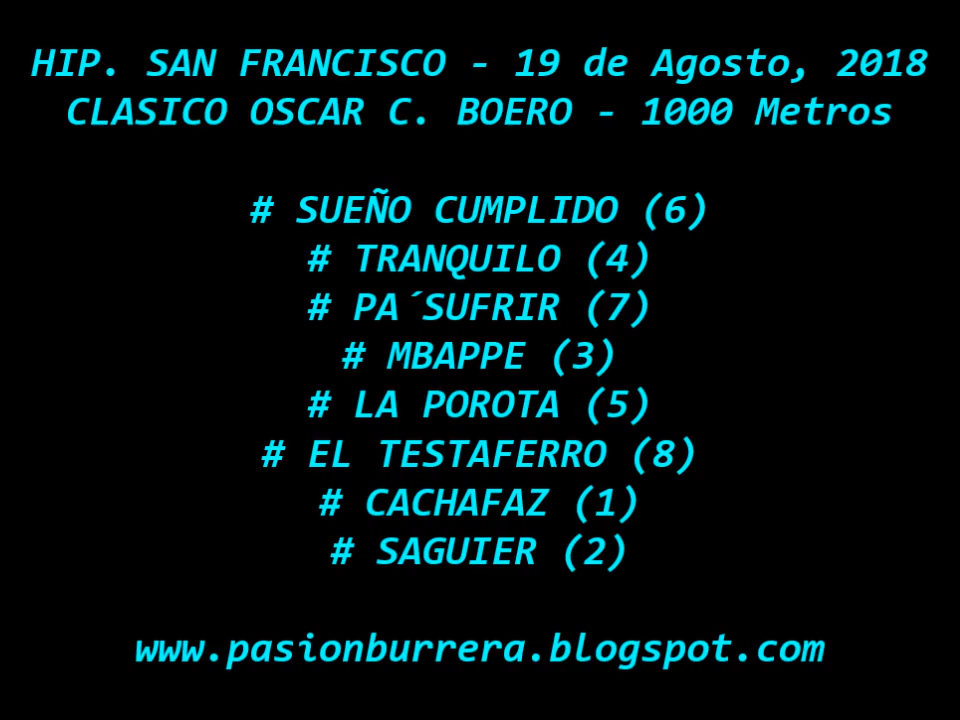 HIP. SAN FRANCISCO - 19 de Agosto, 2018
CLASICO OSCAR C. BOERO - 1000 Metros
# SUEÑO CUMPLIDO (6)
# TRANQUILO (4)
# PA´SUFRIR (7)
# MBAPPE (3)
# LA POROTA (5)
# EL TESTAFERRO (8)
# CACHAFAZ (1)
# SAGUIER (2)
www.pasionburrera.blogspot.com